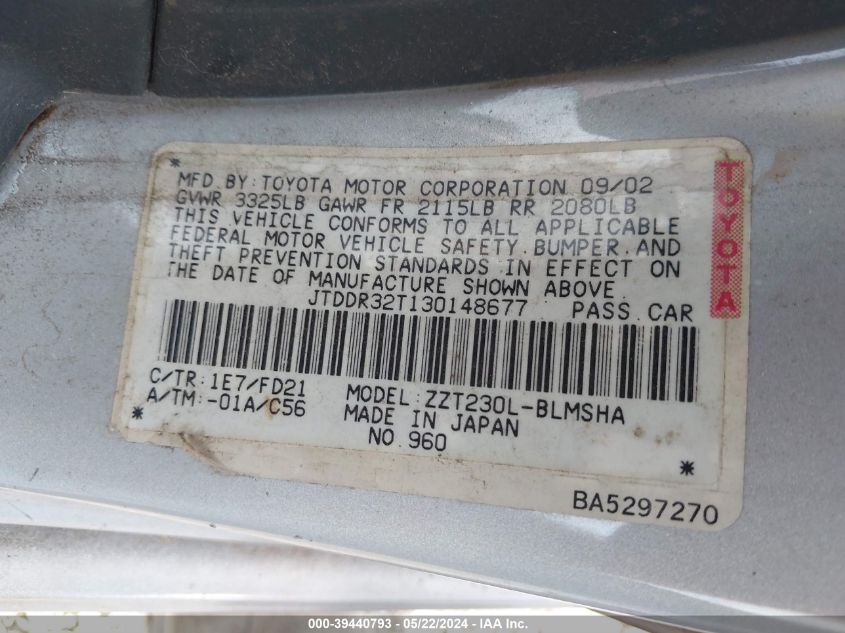 *
MFD BY: TOYOTA MOTOR CORPORATION 09/02
GVWR 3325LB GAWR FR 2115LB RR 2080LB
THIS VEHICLE CONFORMS TO ALL APPLICABLE
FEDERAL MOTOR VEHICLE SAFETY, BUMPER, AND
THEFT PREVENTION STANDARDS IN EFFECT ON
THE DATE OF MANUFACTURE SHOWN ABOVE.
JTDDR32T130148677 PASS. CAR
TOYOTA
C/TR: 1E7/FD21
A/TM: -01A/C56
MODEL: ZZT230L-BLMSHA
MADE IN JAPAN
NO. 960
* *
BA5297270
000-39440793 - 05/22/2024 - IAA Inc.